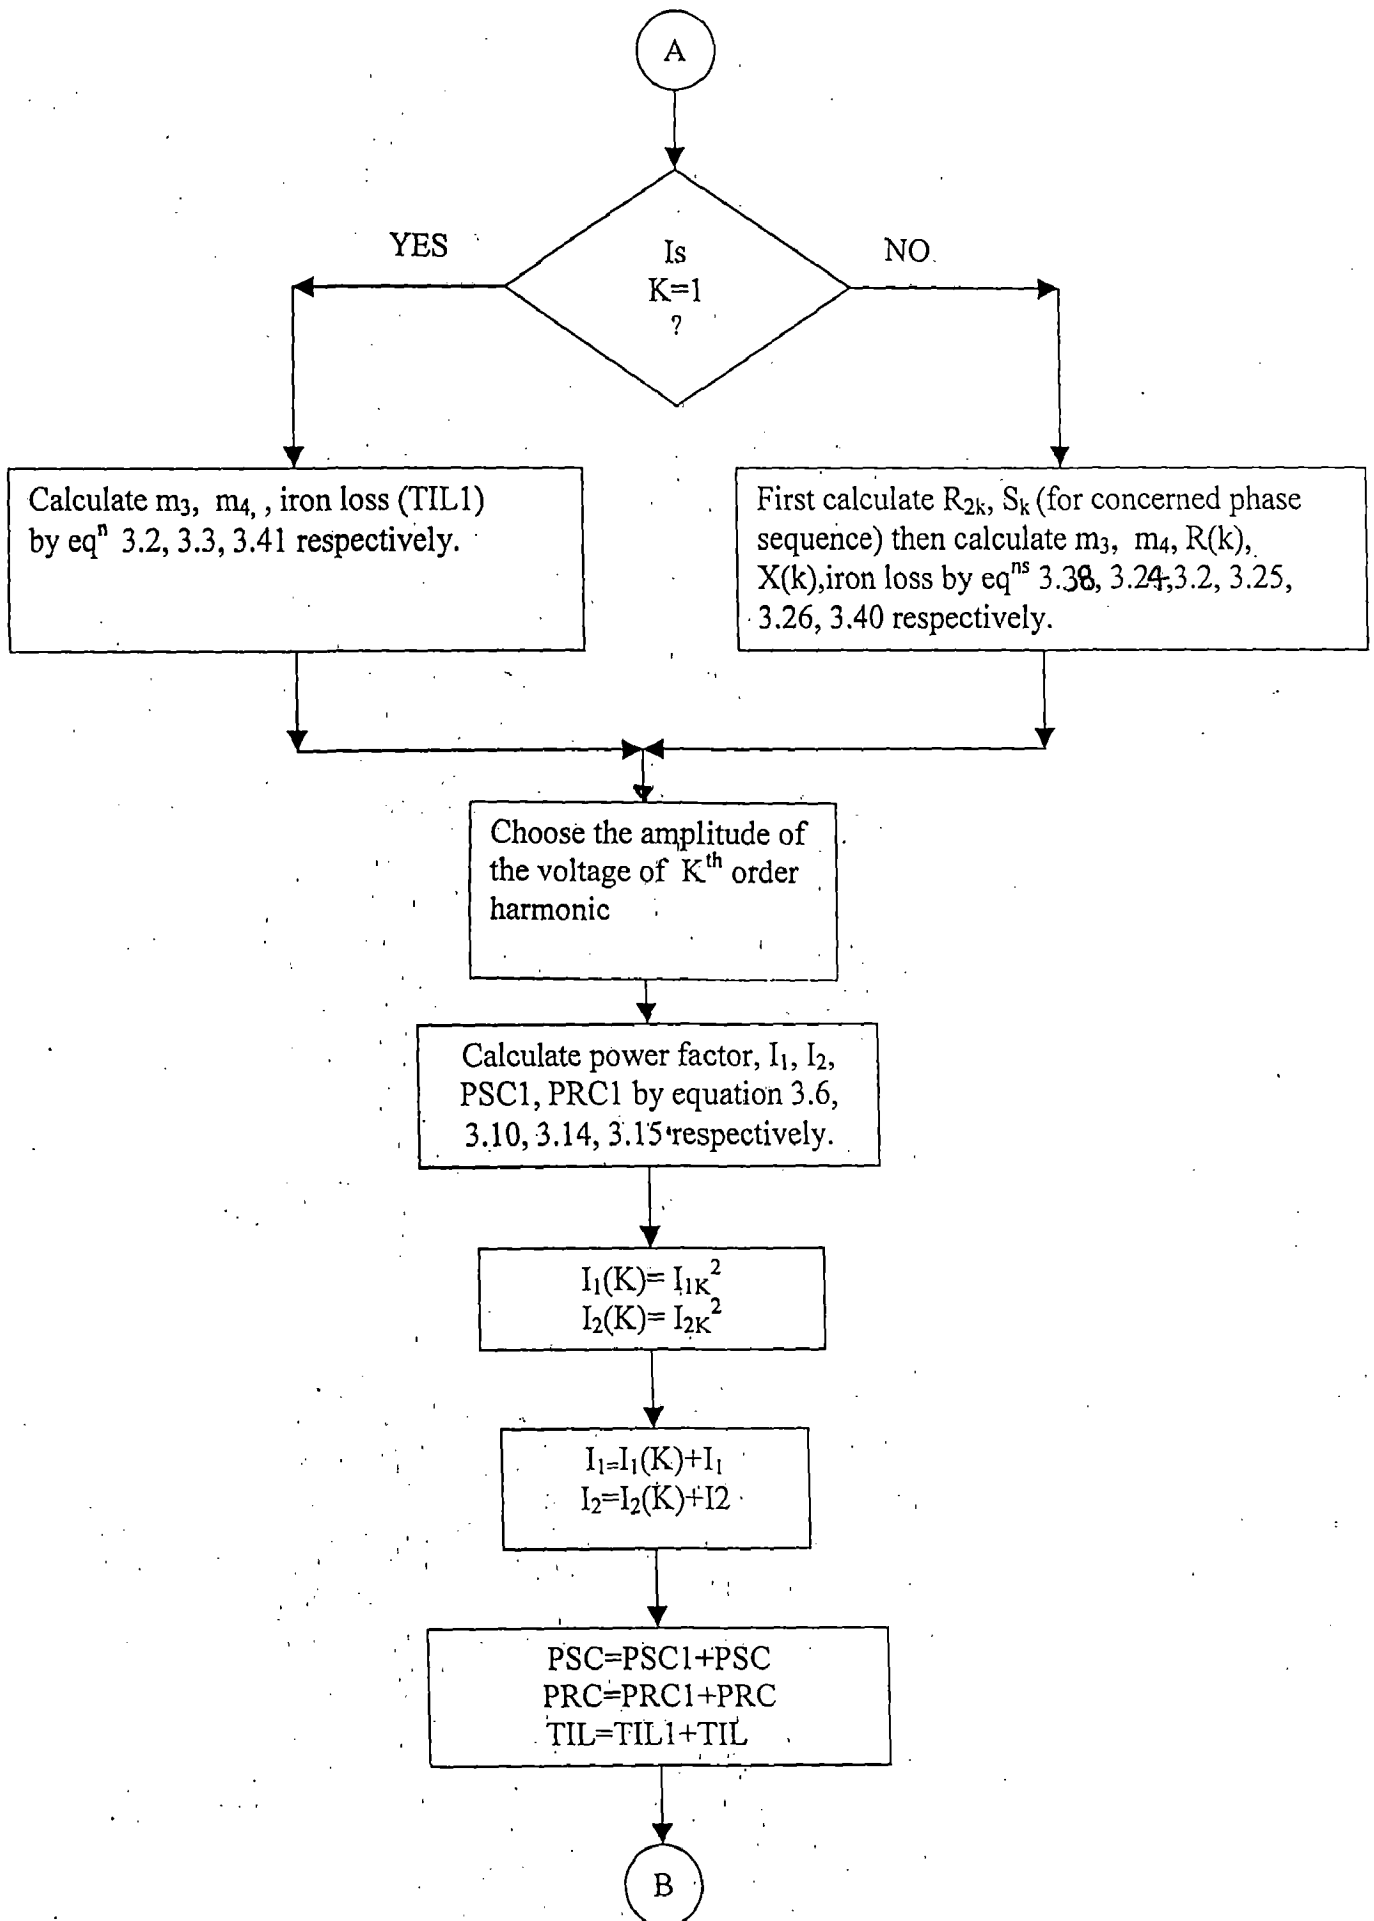 A
YES
Is
K=1
?
NO
Calculate m₃, m₄, , iron loss (TIL1)
by eqⁿ 3.2, 3.3, 3.41 respectively.
First calculate R₂ₖ, Sₖ (for concerned phase
sequence) then calculate m₃, m₄, R(k),
X(k),iron loss by eqⁿˢ 3.38, 3.24,3.2, 3.25,
3.26, 3.40 respectively.
Choose the amplitude of
the voltage of Kᵗʰ order
harmonic
Calculate power factor, I₁, I₂,
PSC1, PRC1 by equation 3.6,
3.10, 3.14, 3.15 respectively.
I₁(K)= I₁K²
I₂(K)= I₂K²
I₁=I₁(K)+I₁
I₂=I₂(K)+I2
PSC=PSC1+PSC
PRC=PRC1+PRC
TIL=TIL1+TIL
B